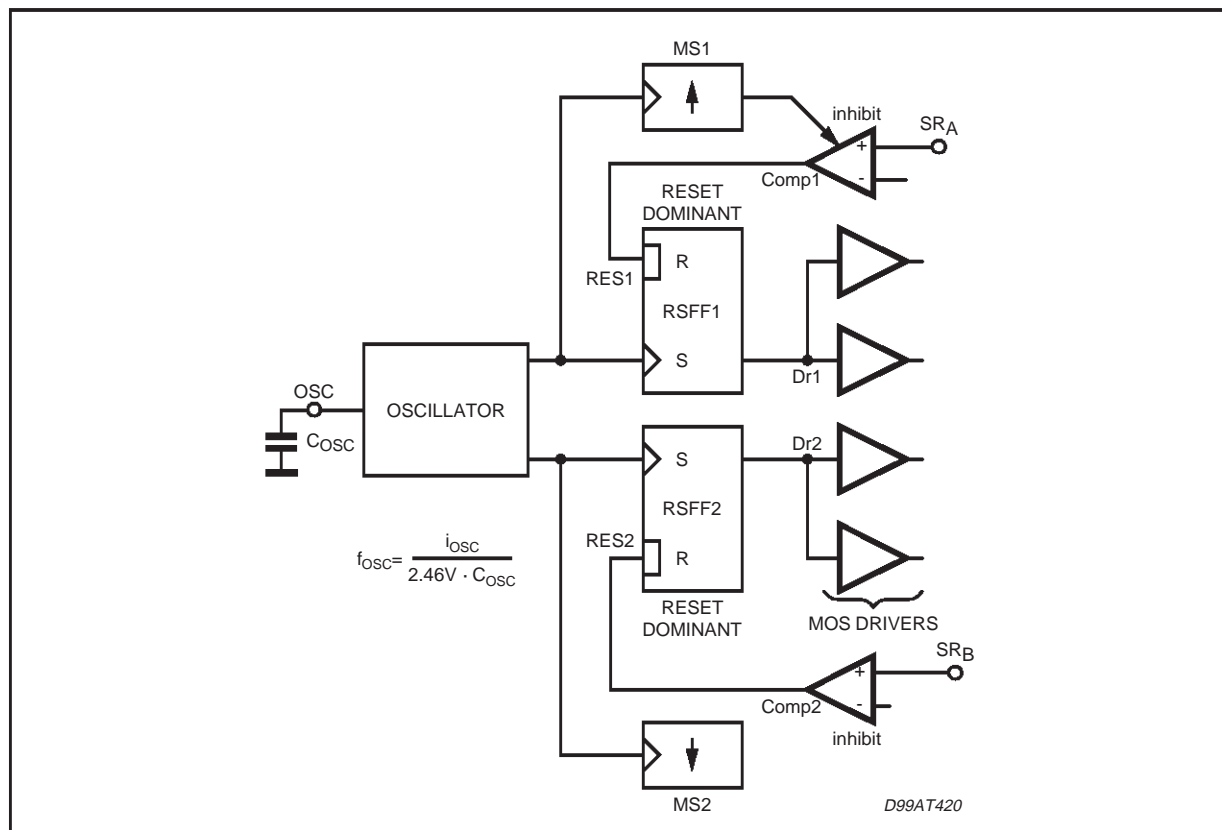 MS1
inhibit
SRA
+
-
Comp1
RESET
DOMINANT
R
RES1
RSFF1
S
Dr1
OSC
OSCILLATOR
COSC
Dr2
S
RSFF2
RES2
R
fOSC= iOSC / 2.46V · COSC
RESET
DOMINANT
MOS DRIVERS
SRB
+
-
Comp2
inhibit
MS2
D99AT420